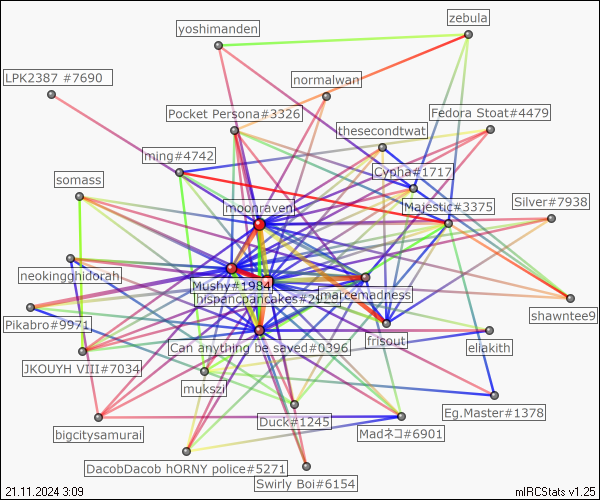 zebula
yoshimanden
LPK2387 #7690
normalwan
Pocket Persona#3326
Fedora Stoat#4479
thesecondtwat
ming#4742
Cypha#1717
somass
Silver#7938
moonraven
Majestic#3375
neokingghidorah
Mushy#1984
marcemadness
shawntee9
Pikabro#9971
frisout
eliakith
Can anything be saved#0396
JKOUYH VIII#7034
mukszi
Eg.Master#1378
Duck#1245
bigcitysamurai
Madネコ#6901
DacobDacob hORNY police#5271
Swirly Boi#6154
21.11.2024 3:09
mIRCStats v1.25